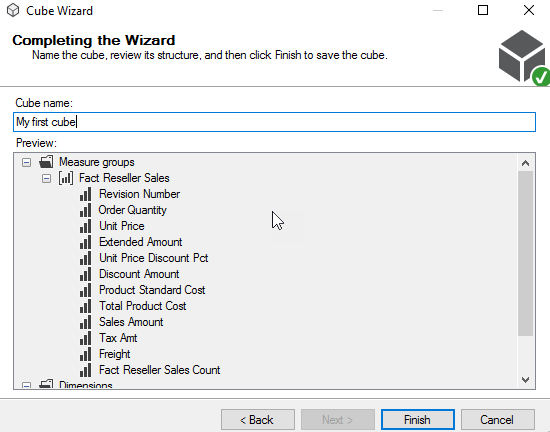 Cube Wizard
Completing the Wizard
Name the cube, review its structure, and then click Finish to save the cube.
Cube name:
My first cube
Preview:
Measure groups
Fact Reseller Sales
Revision Number
Order Quantity
Unit Price
Extended Amount
Unit Price Discount Pct
Discount Amount
Product Standard Cost
Total Product Cost
Sales Amount
Tax Amt
Freight
Fact Reseller Sales Count
Dimensions
< Back Next > Finish Cancel